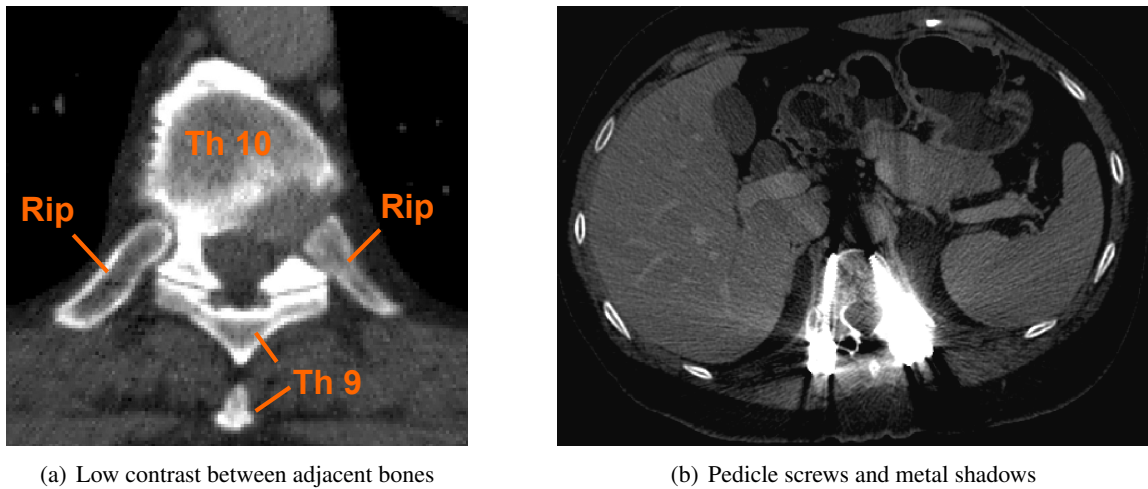 Th 10
Rip
Rip
Th 9
(a) Low contrast between adjacent bones
(b) Pedicle screws and metal shadows